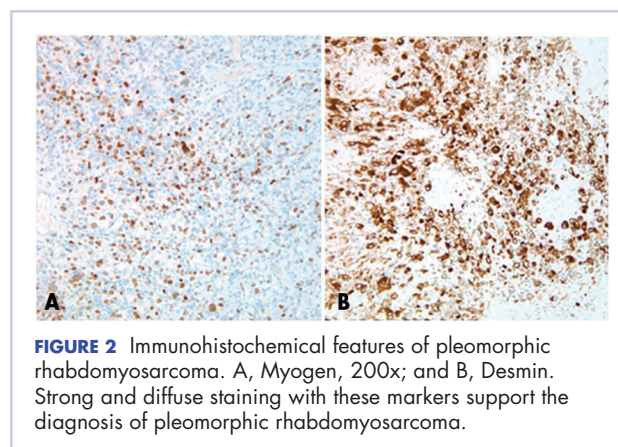 A
B
FIGURE 2 Immunohistochemical features of pleomorphic
rhabdomyosarcoma. A, Myogen, 200x; and B, Desmin.
Strong and diffuse staining with these markers support the
diagnosis of pleomorphic rhabdomyosarcoma.